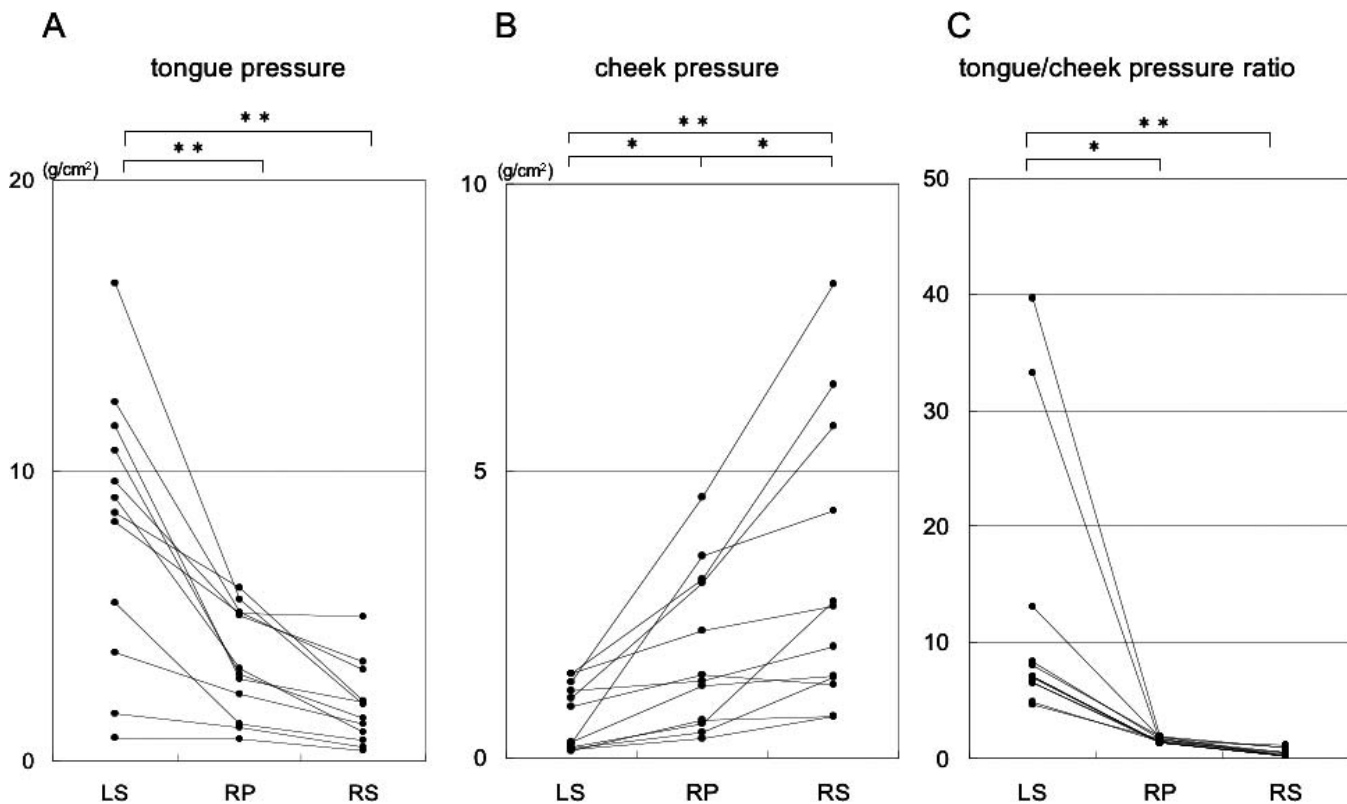 A
tongue pressure
**
**
(g/cm²)
20
10
0
LS RP RS
B
cheek pressure
**
* *
(g/cm²)
10
5
0
LS RP RS
C
tongue/cheek pressure ratio
**
*
50
40
30
20
10
0
LS RP RS